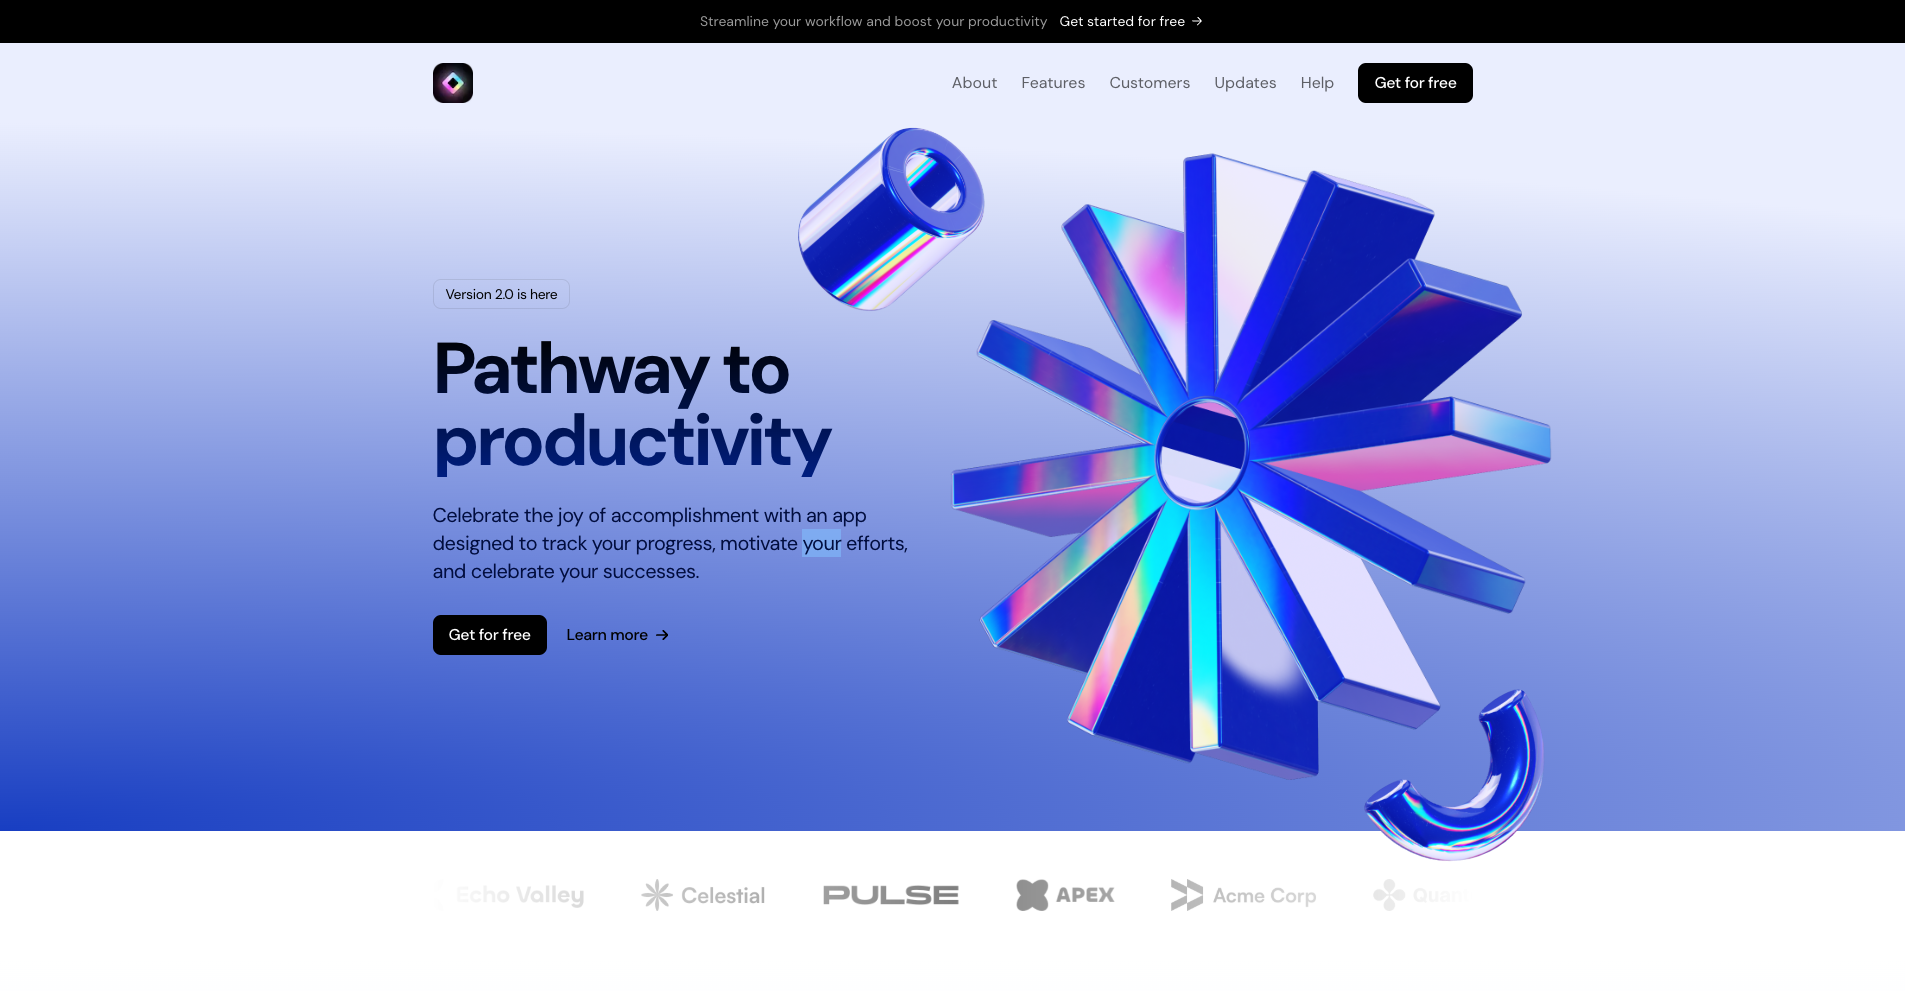 Streamline your workflow and boost your productivity Get started for free →
About Features Customers Updates Help Get for free
Version 2.0 is here
Pathway to
productivity
Celebrate the joy of accomplishment with an app
designed to track your progress, motivate your efforts,
and celebrate your successes.
Get for free Learn more →
Echo Valley Celestial PULSE APEX Acme Corp